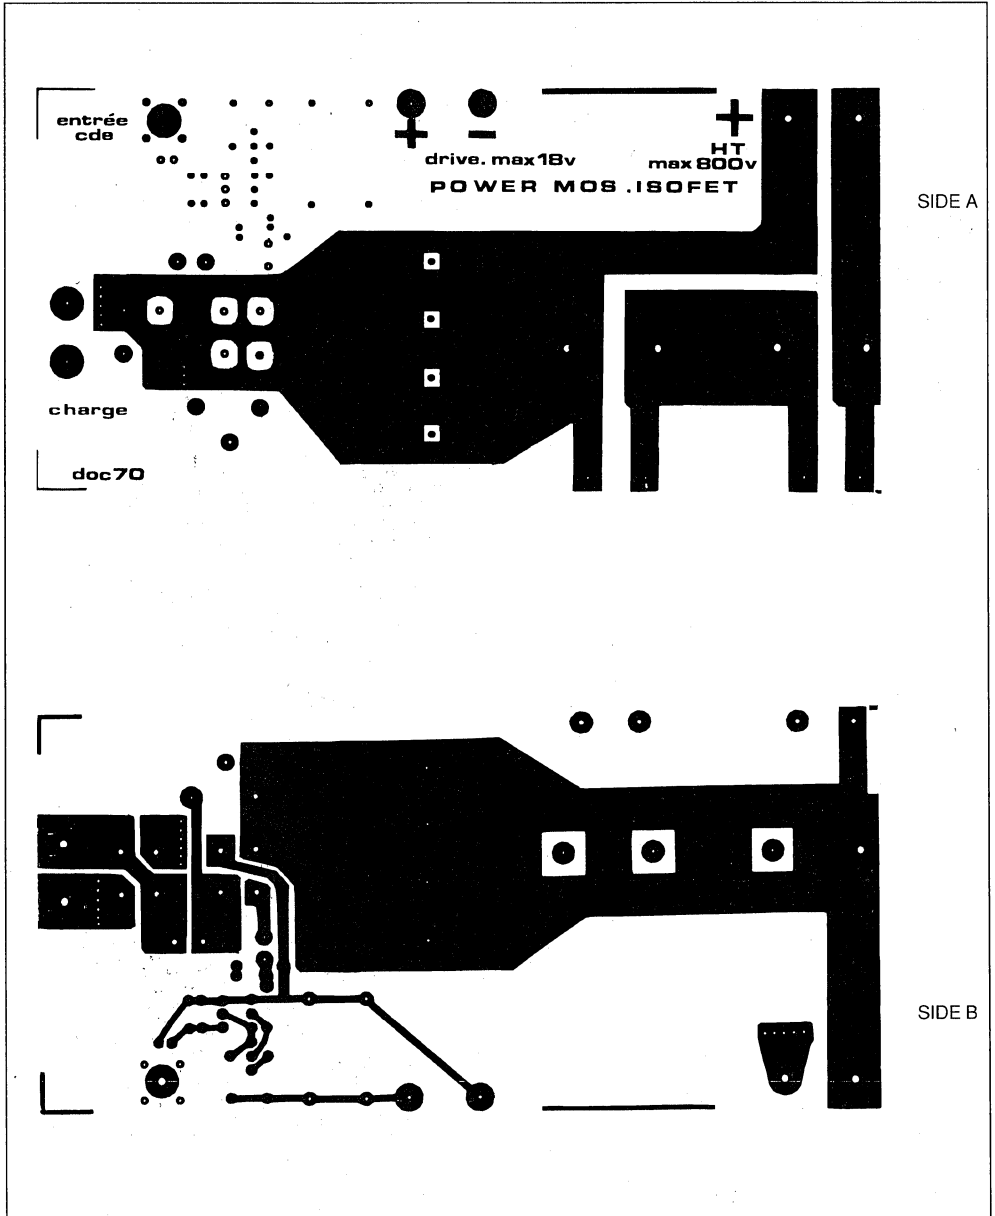 entrée
cde
+
−
drive. max 18v
+
HT
max 800v
POWER MOS .ISOFET
SIDE A
charge
doc70
SIDE B